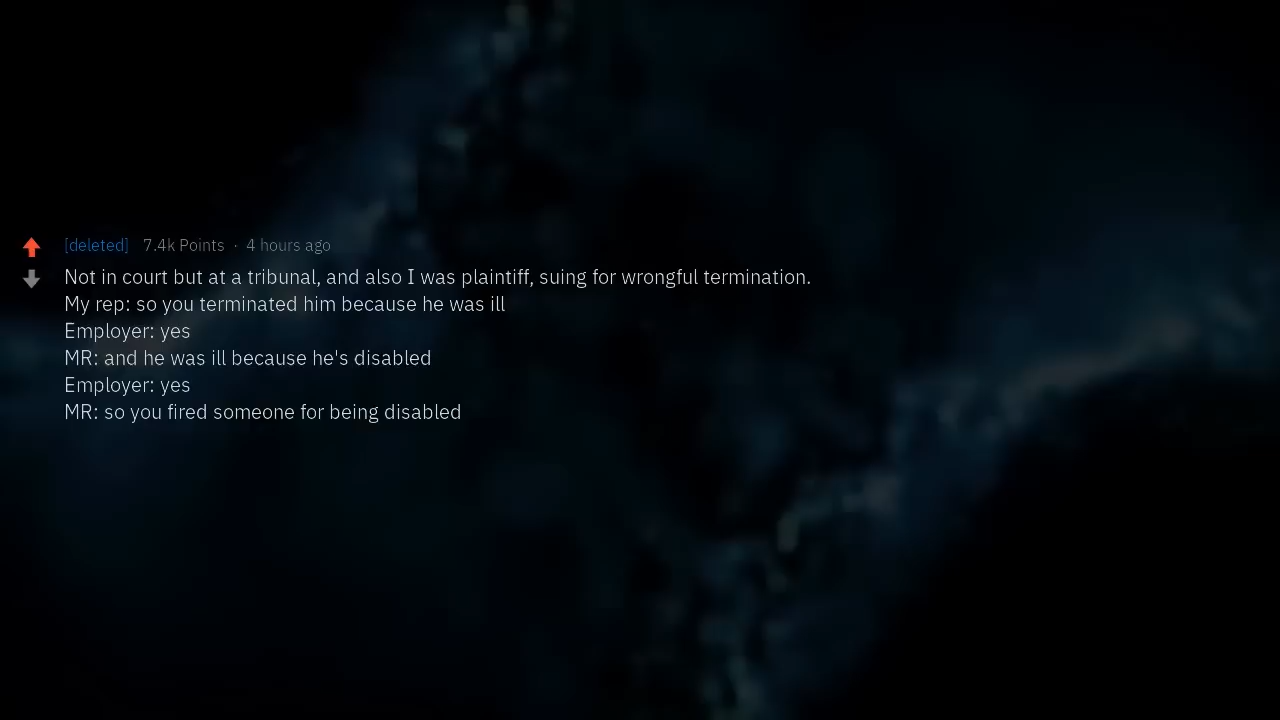 [deleted] 7.4k Points · 4 hours ago
Not in court but at a tribunal, and also I was plaintiff, suing for wrongful termination.
My rep: so you terminated him because he was ill
Employer: yes
MR: and he was ill because he's disabled
Employer: yes
MR: so you fired someone for being disabled